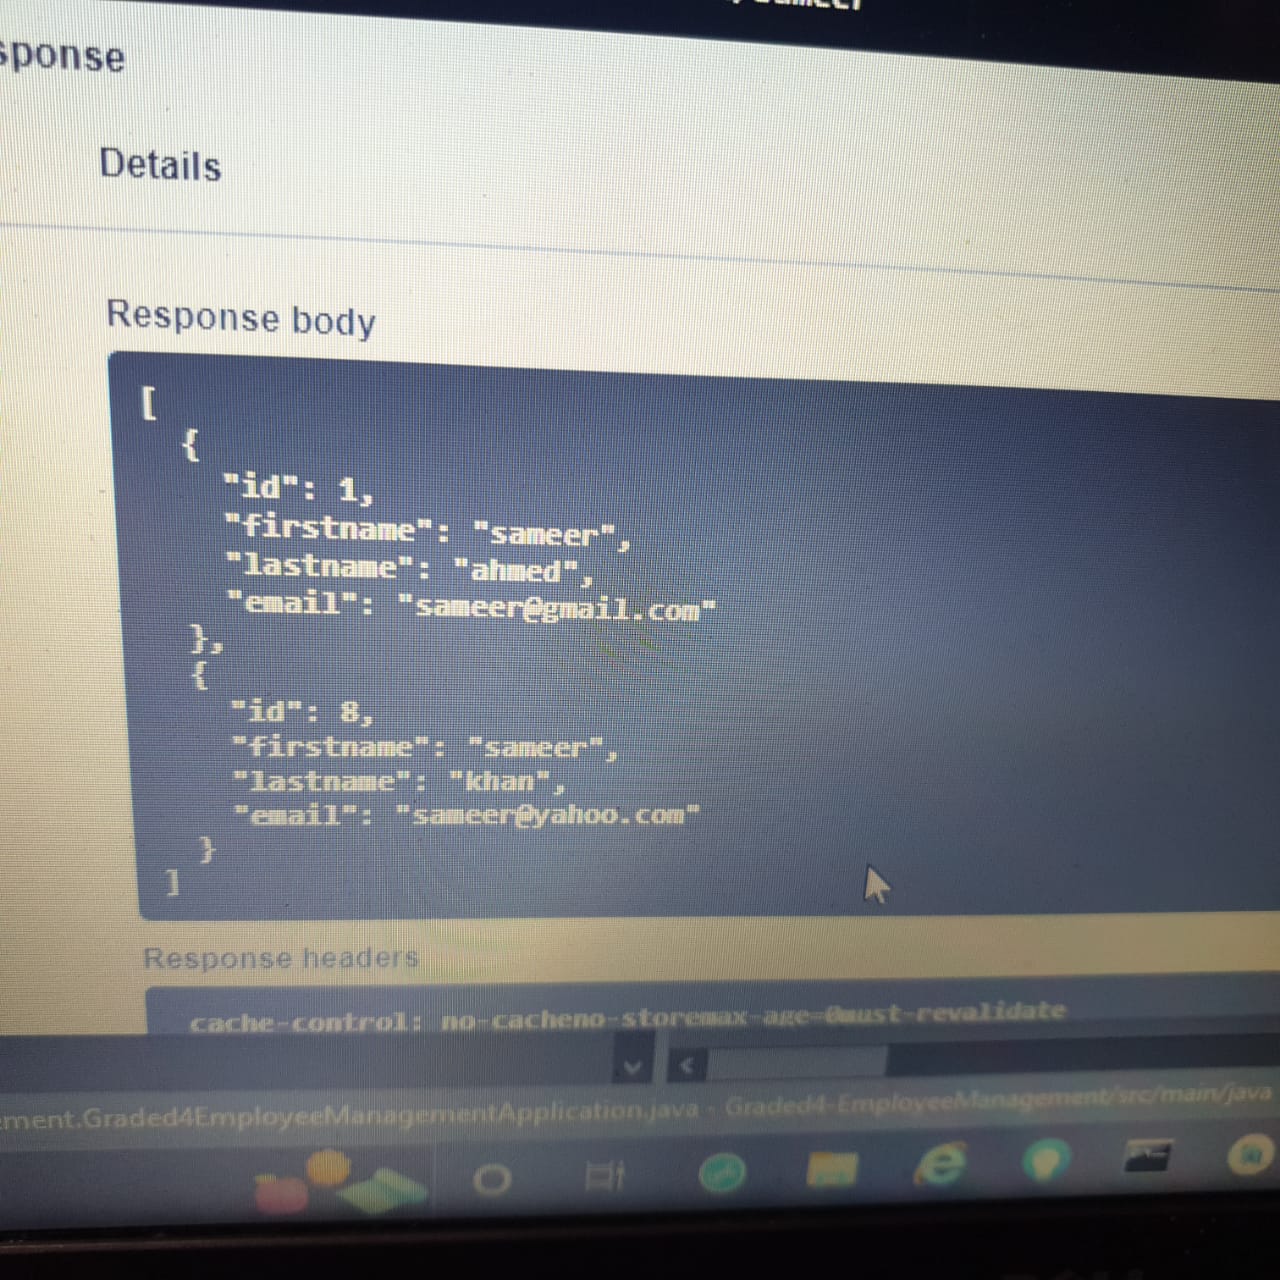 Details
Response body
[
{
"id": 1,
"firstname": "sameer",
"lastname": "ahmed",
"email": "sameer@gmail.com"
},
{
"id": 8,
"firstname": "sameer",
"lastname": "khan",
"email": "sameer@yahoo.com"
}
]
Response headers
cache-control: no-cacheno-storemax-age=0must-revalidate
ement.Graded4EmployeeManagementApplication.java - Graded4-EmployeeManagement/src/main/java